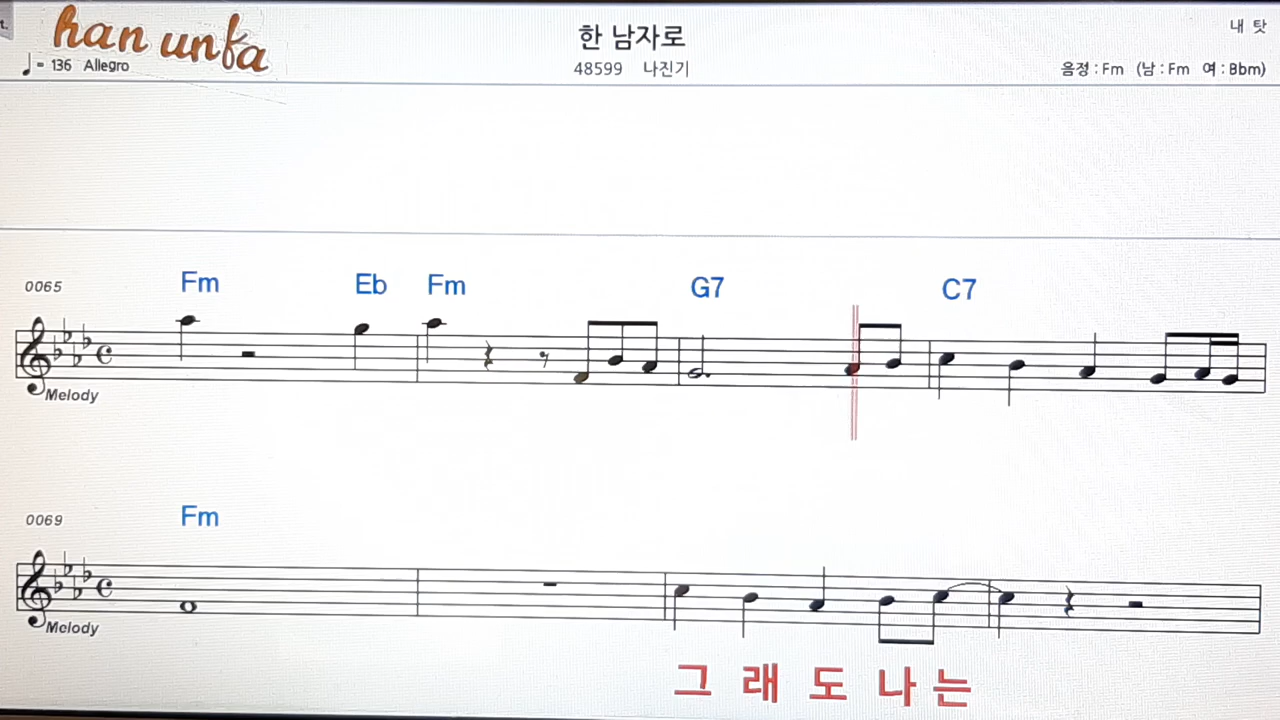 han unfa
한 남자로
내 탓
♩= 136 Allegro
48599 나진기
음정 : Fm (남 : Fm 여 : Bbm)
0065 Fm Eb Fm G7 C7
Melody
0069 Fm
Melody
그 래 도 나 는